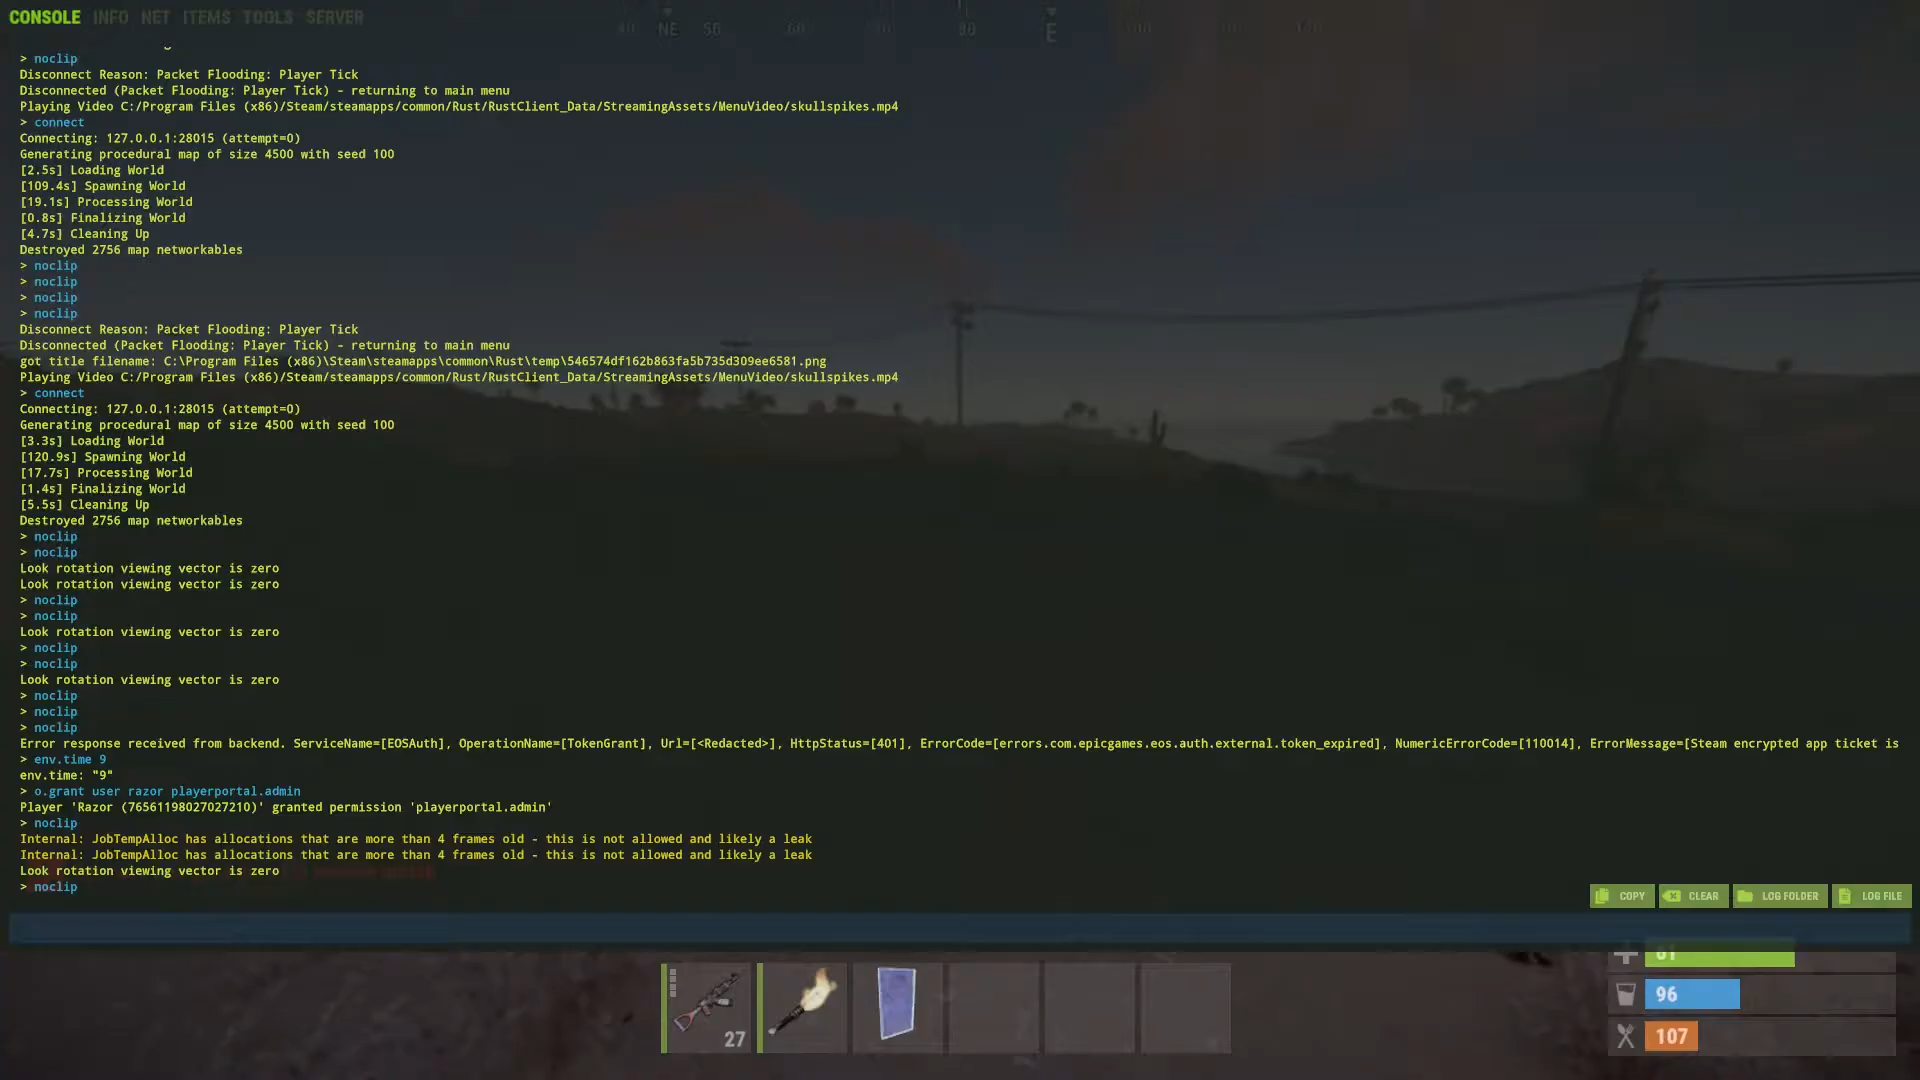 CONSOLE INFO NET ITEMS TOOLS SERVER
NE 50 60 80 E 100 110
> noclip
Disconnect Reason: Packet Flooding: Player Tick
Disconnected (Packet Flooding: Player Tick) - returning to main menu
Playing Video C:/Program Files (x86)/Steam/steamapps/common/Rust/RustClient_Data/StreamingAssets/MenuVideo/skullspikes.mp4
> connect
Connecting: 127.0.0.1:28015 (attempt=0)
Generating procedural map of size 4500 with seed 100
[2.5s] Loading World
[109.4s] Spawning World
[19.1s] Processing World
[0.8s] Finalizing World
[4.7s] Cleaning Up
Destroyed 2756 map networkables
> noclip
> noclip
> noclip
> noclip
Disconnect Reason: Packet Flooding: Player Tick
Disconnected (Packet Flooding: Player Tick) - returning to main menu
got title filename: C:\Program Files (x86)\Steam\steamapps\common\Rust\temp\546574df162b863fa5b735d309ee6581.png
Playing Video C:/Program Files (x86)/Steam/steamapps/common/Rust/RustClient_Data/StreamingAssets/MenuVideo/skullspikes.mp4
> connect
Connecting: 127.0.0.1:28015 (attempt=0)
Generating procedural map of size 4500 with seed 100
[3.3s] Loading World
[120.9s] Spawning World
[17.7s] Processing World
[1.4s] Finalizing World
[5.5s] Cleaning Up
Destroyed 2756 map networkables
> noclip
> noclip
Look rotation viewing vector is zero
Look rotation viewing vector is zero
> noclip
> noclip
Look rotation viewing vector is zero
> noclip
> noclip
Look rotation viewing vector is zero
> noclip
> noclip
> noclip
Error response received from backend. ServiceName=[EOSAuth], OperationName=[TokenGrant], Url=[<Redacted>], HttpStatus=[401], ErrorCode=[errors.com.epicgames.eos.auth.external.token_expired], NumericErrorCode=[110014], ErrorMessage=[Steam encrypted app ticket is
> env.time 9
env.time: "9"
> o.grant user razor playerportal.admin
Player 'Razor (76561198027027210)' granted permission 'playerportal.admin'
> noclip
Internal: JobTempAlloc has allocations that are more than 4 frames old - this is not allowed and likely a leak
Internal: JobTempAlloc has allocations that are more than 4 frames old - this is not allowed and likely a leak
Look rotation viewing vector is zero
> noclip
COPY CLEAR LOG FOLDER LOG FILE
96
27
107